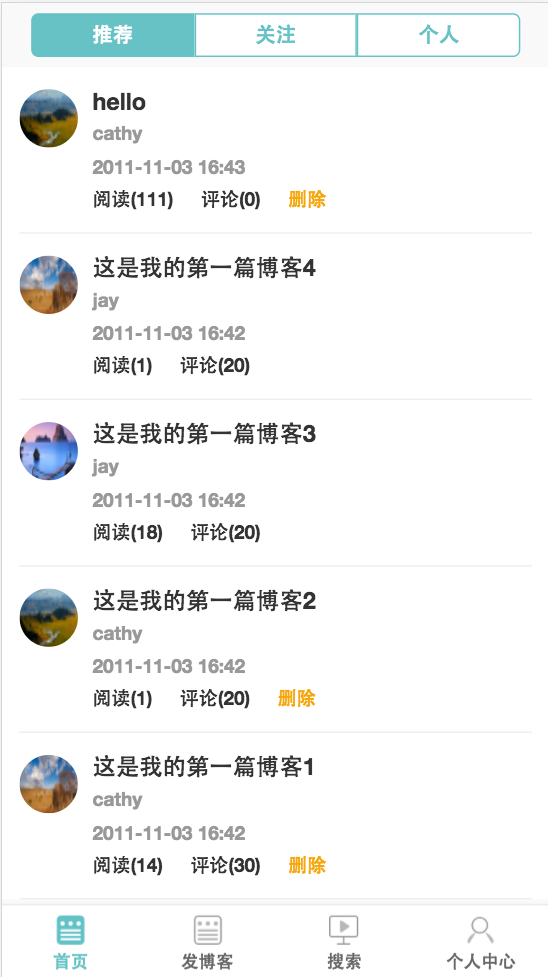 推荐 关注 个人
hello
cathy
2011-11-03 16:43
阅读(111) 评论(0) 删除
这是我的第一篇博客4
jay
2011-11-03 16:42
阅读(1) 评论(20)
这是我的第一篇博客3
jay
2011-11-03 16:42
阅读(18) 评论(20)
这是我的第一篇博客2
cathy
2011-11-03 16:42
阅读(1) 评论(20) 删除
这是我的第一篇博客1
cathy
2011-11-03 16:42
阅读(14) 评论(30) 删除
首页 发博客 搜索 个人中心